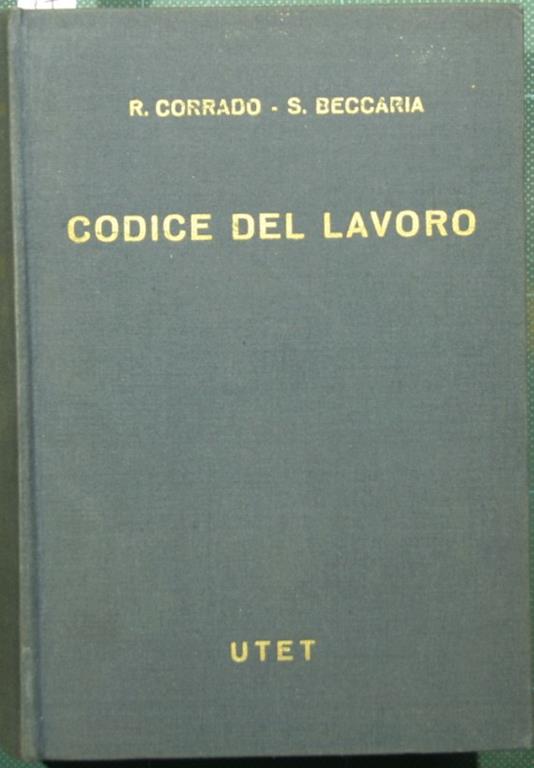 R. CORRADO - S. BECCARIA
CODICE DEL LAVORO
UTET